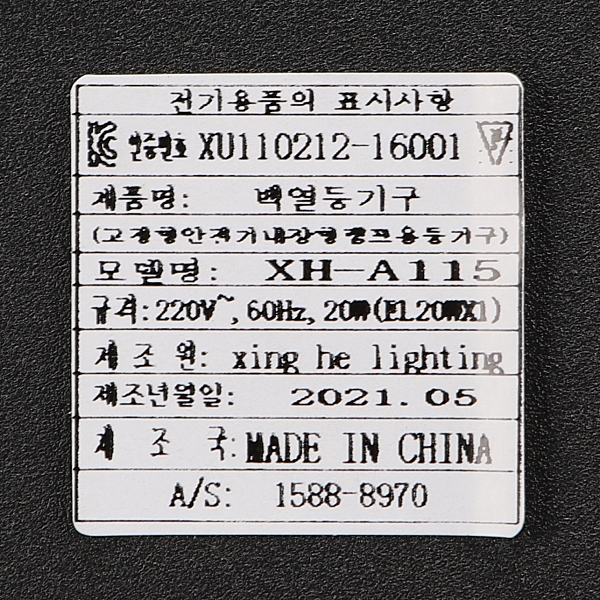 전기용품의 표시사항
인증번호 XU110212-16001
제품명: 백열등기구
(고정형안전기내장형램프용등기구)
모델명: XH-A115
규격:220V~, 60Hz, 20W(EL20WX1)
제조원: xing he lighting
제조년월일: 2021.05
제 조 국:MADE IN CHINA
A/S: 1588-8970